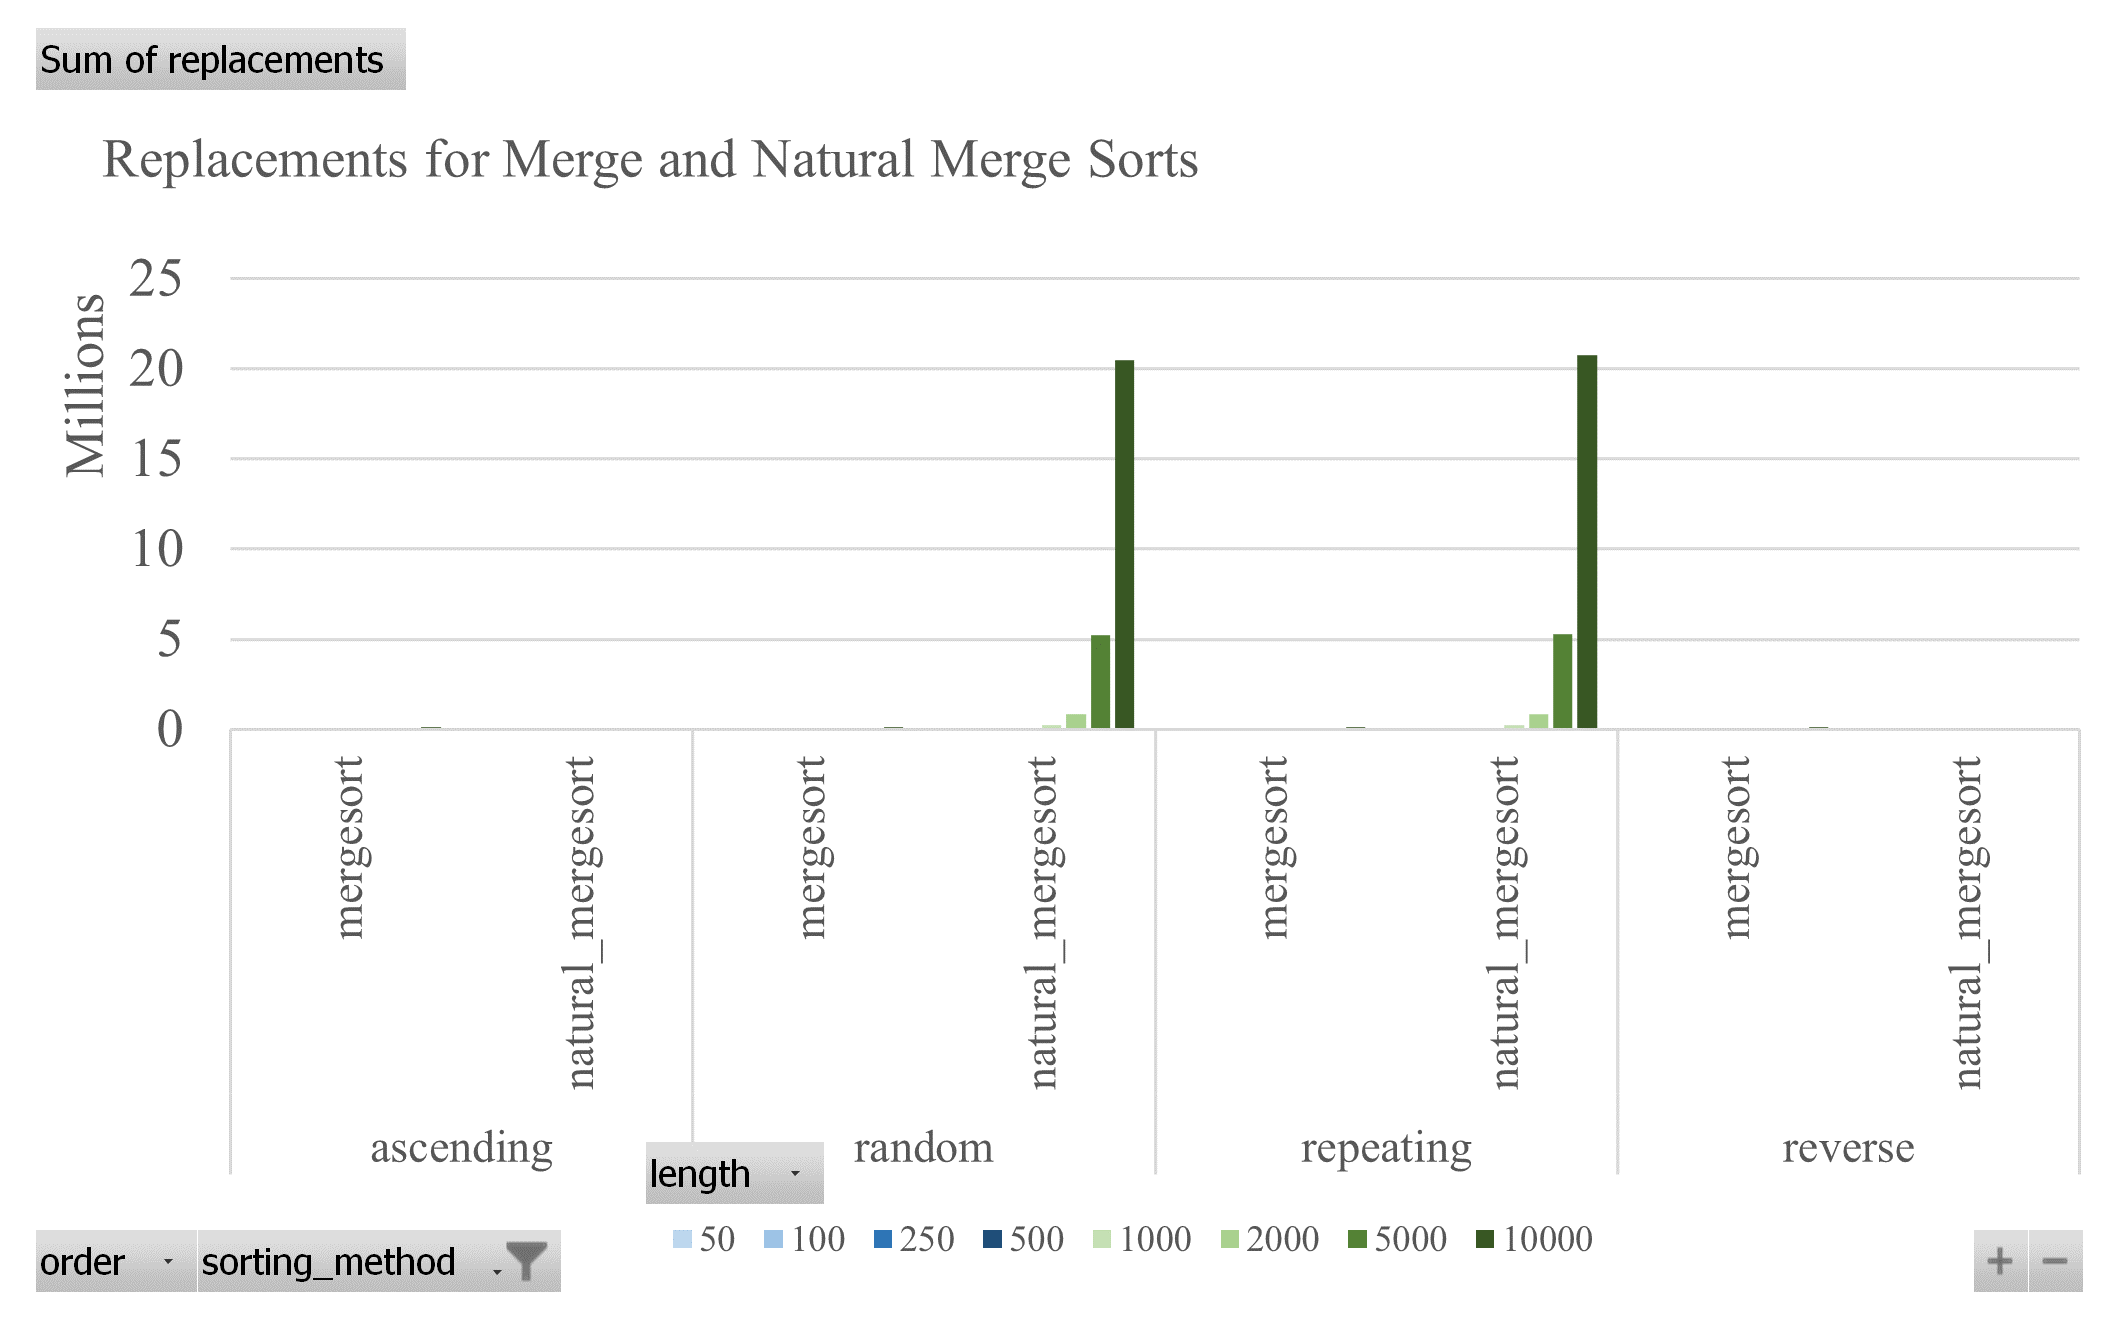 Sum of replacements
Replacements for Merge and Natural Merge Sorts
Millions
25
20
15
10
5
0
mergesort
natural_mergesort
mergesort
natural_mergesort
mergesort
natural_mergesort
mergesort
natural_mergesort
ascending random repeating reverse
length
50 100 250 500 1000 2000 5000 10000
order sorting_method + −